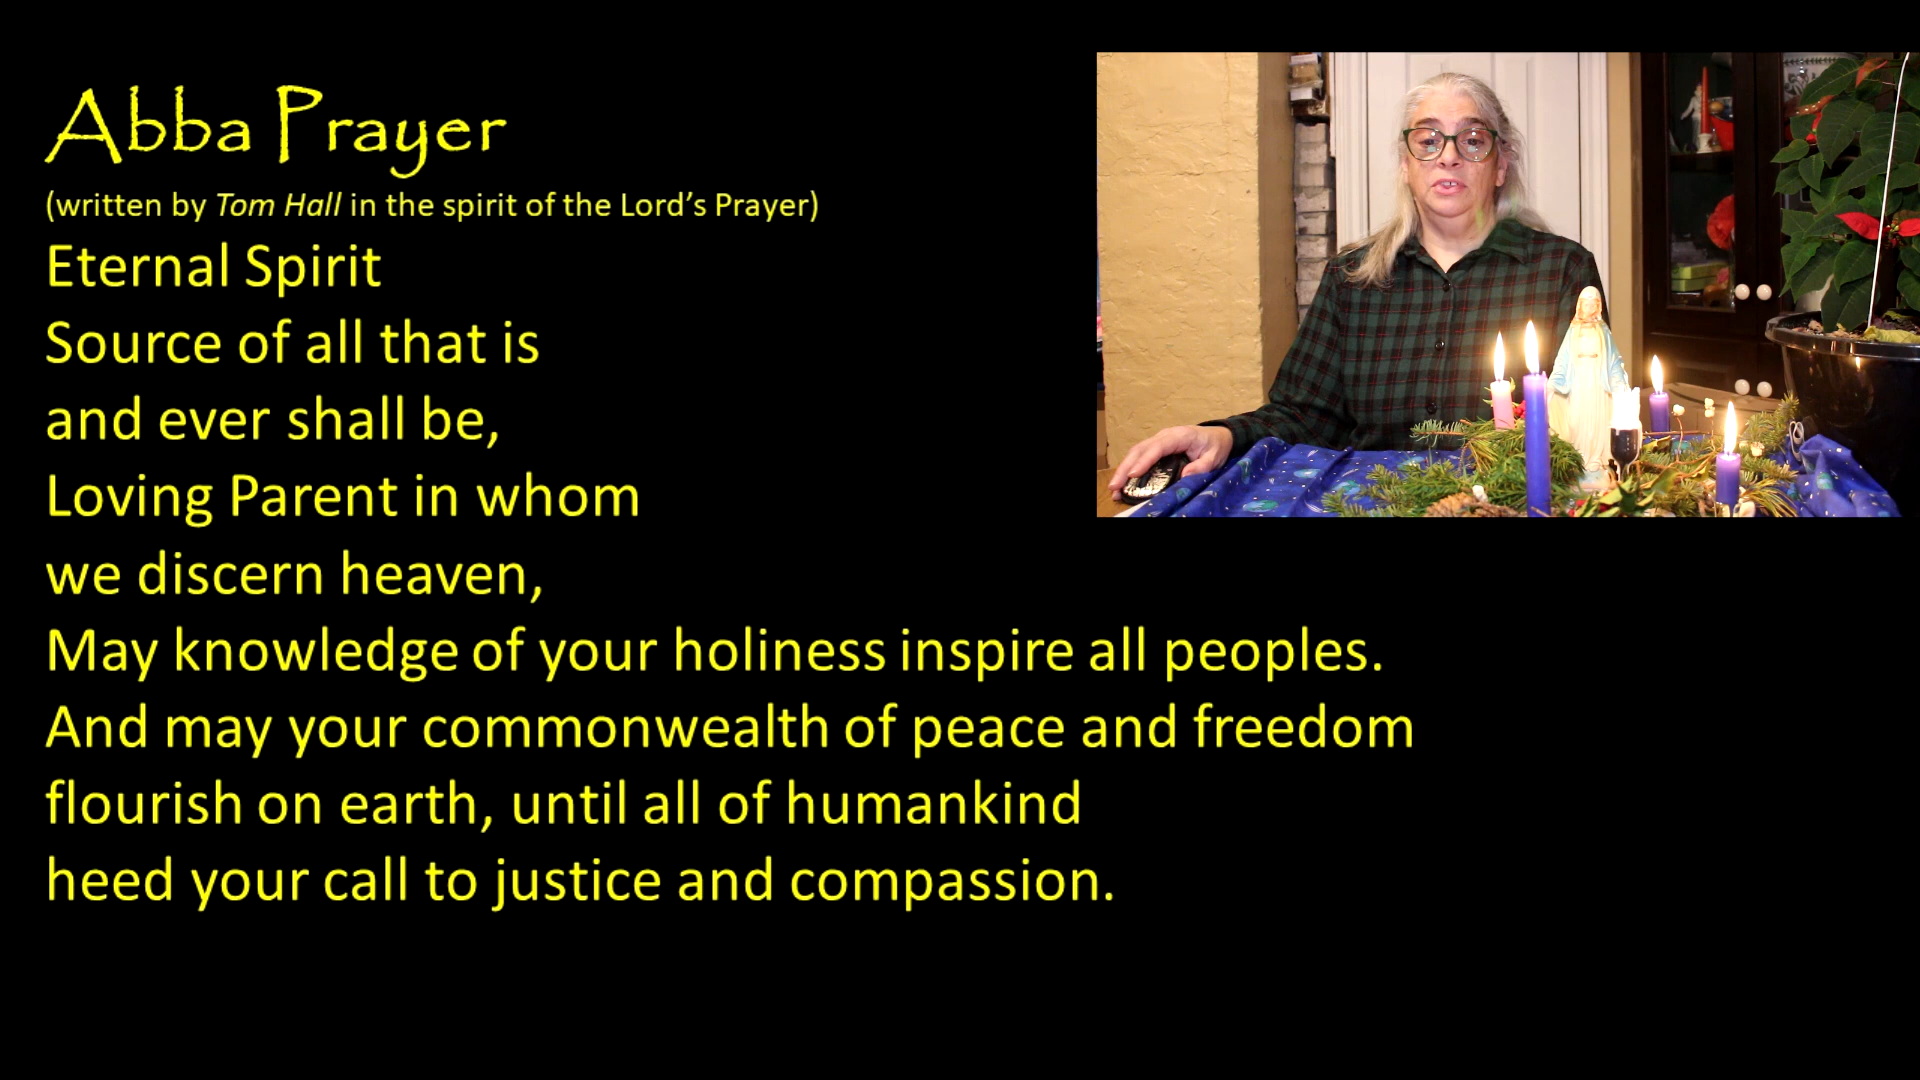 Abba Prayer
(written by Tom Hall in the spirit of the Lord’s Prayer)
Eternal Spirit
Source of all that is
and ever shall be,
Loving Parent in whom
we discern heaven,
May knowledge of your holiness inspire all peoples.
And may your commonwealth of peace and freedom
flourish on earth, until all of humankind
heed your call to justice and compassion.